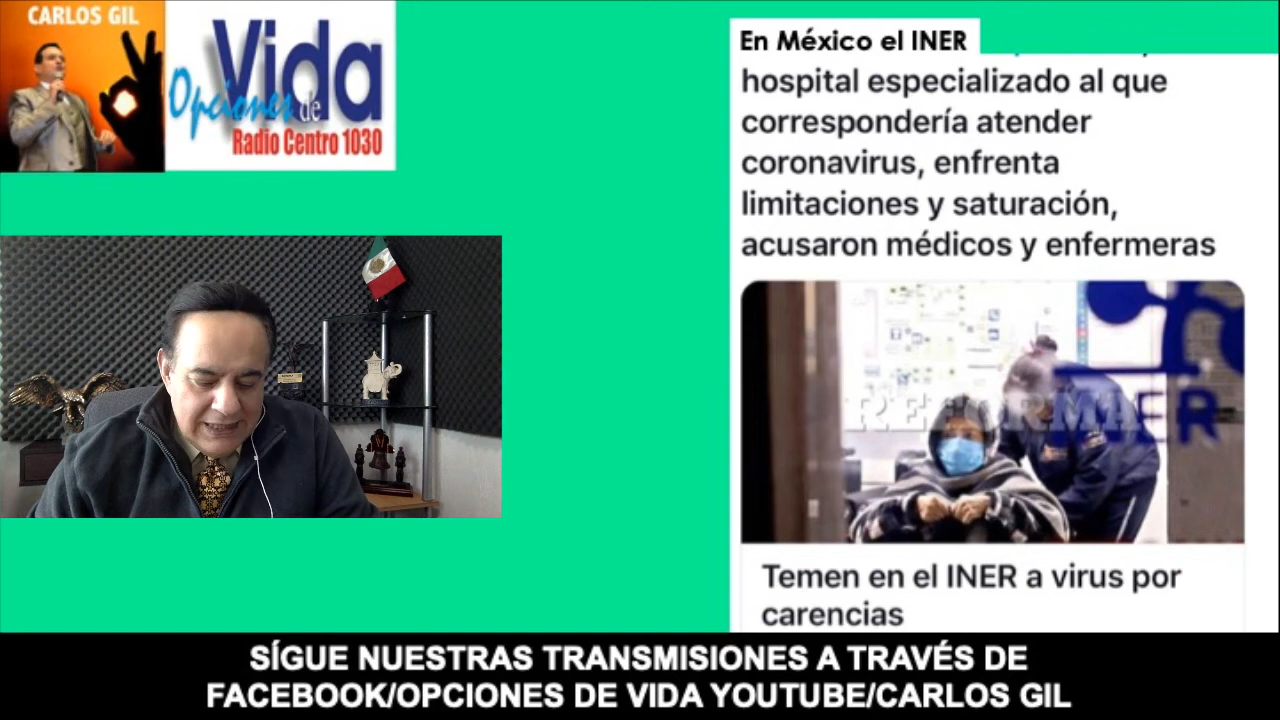 CARLOS GIL
Opciones de Vida
Radio Centro 1030
En México el INER
hospital especializado al que
correspondería atender
coronavirus, enfrenta
limitaciones y saturación,
acusaron médicos y enfermeras
REFORMA
INER
Temen en el INER a virus por
carencias
SÍGUE NUESTRAS TRANSMISIONES A TRAVÉS DE
FACEBOOK/OPCIONES DE VIDA YOUTUBE/CARLOS GIL